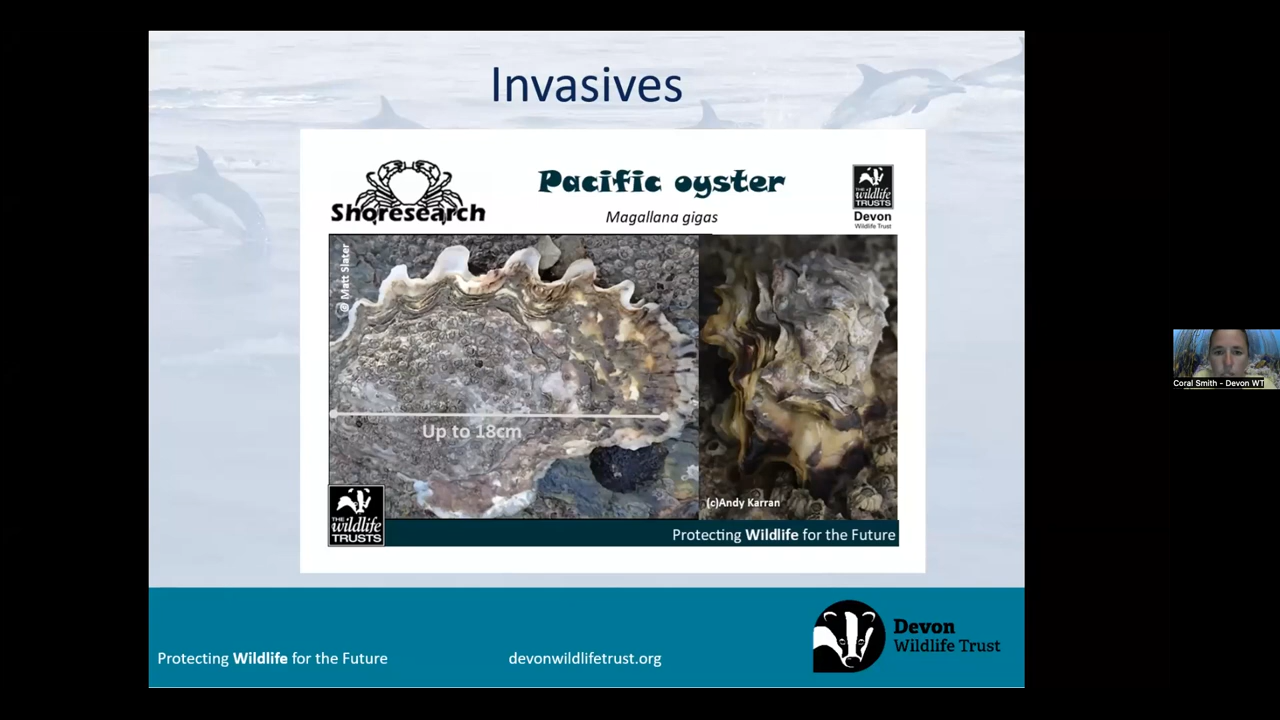 Invasives
Shoresearch
Pacific oyster
Magallana gigas
THE
wildlife
TRUSTS
Devon
Wildlife Trust
© Matt Slater
Up to 18cm
(c)Andy Karran
THE
wildlife
TRUSTS
Protecting Wildlife for the Future
Coral Smith - Devon WT
Protecting Wildlife for the Future
devonwildlifetrust.org
Devon
Wildlife Trust